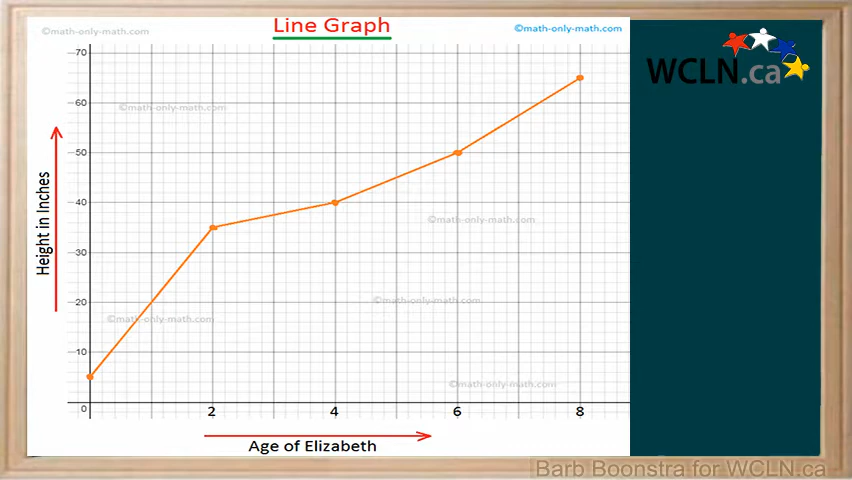 Line Graph
©math-only-math.com
©math-only-math.com
WCLN.ca
70
60
©math-only-math.com
50
40
©math-only-math.com
30
20
©math-only-math.com
©math-only-math.com
10
©math-only-math.com
0
2 4 6 8
Height in Inches
Age of Elizabeth
Barb Boonstra for WCLN.ca